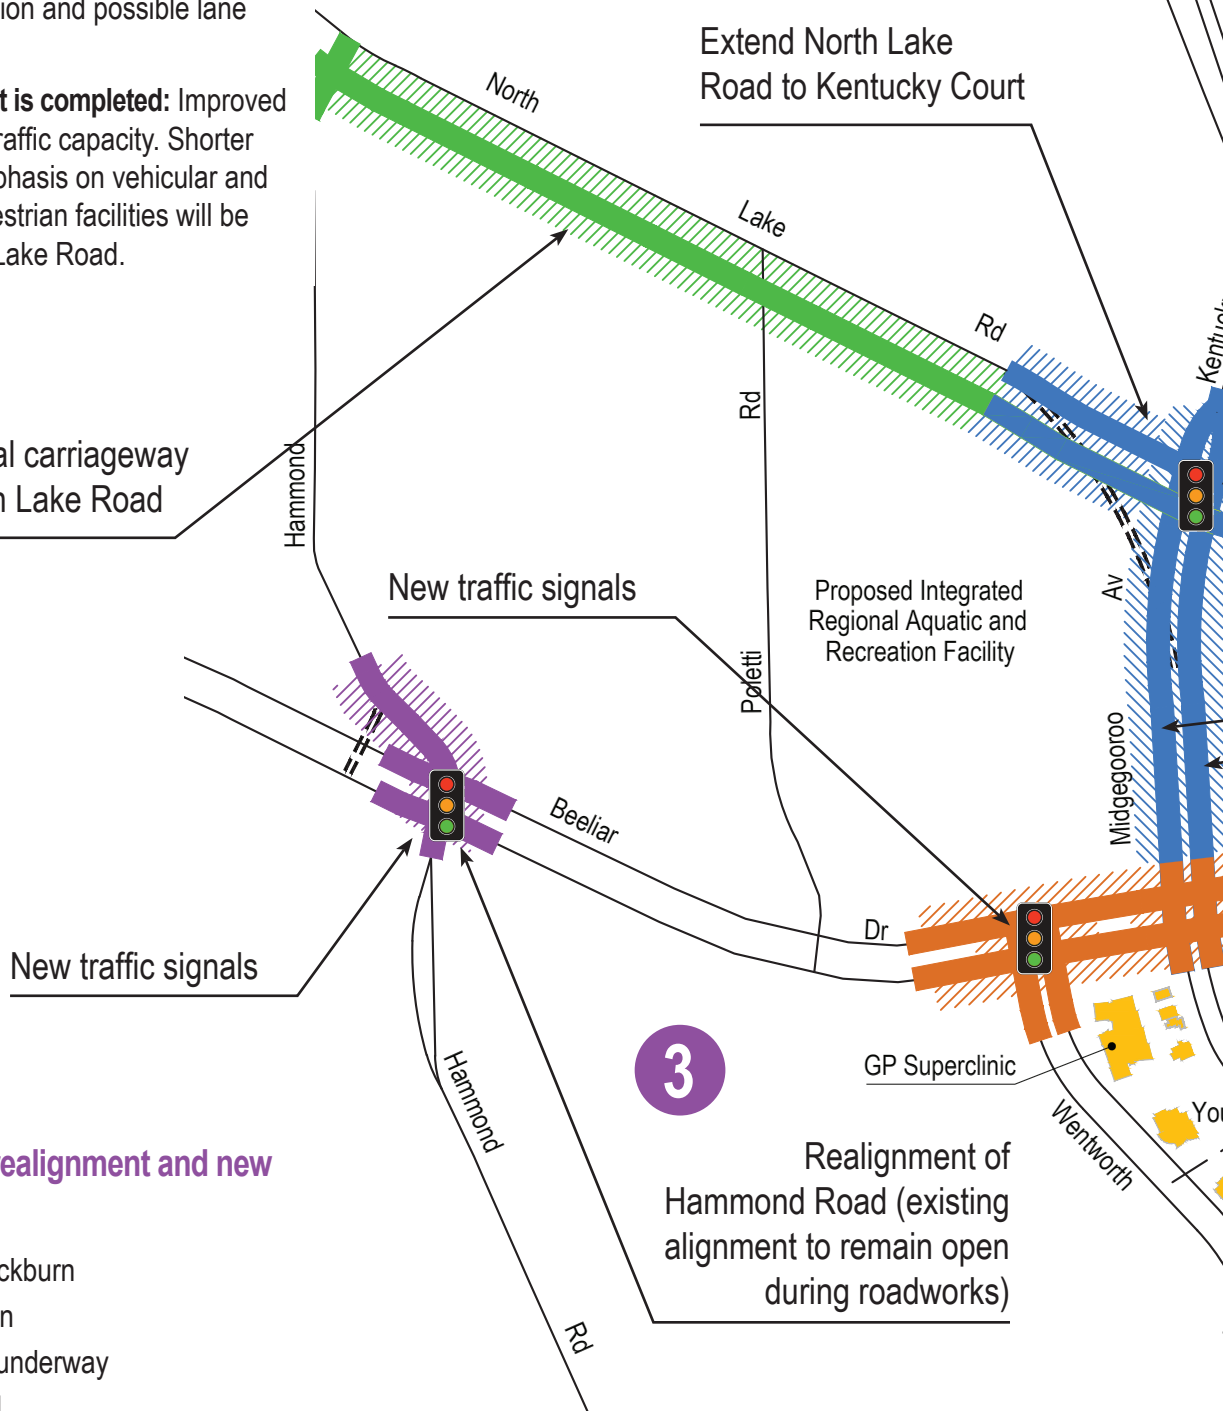 ion and possible lane
t is completed: Improved
raffic capacity. Shorter
phasis on vehicular and
estrian facilities will be
Lake Road.
Extend North Lake
Road to Kentucky Court
North
Lake
Rd
Kentuck
al carriageway
n Lake Road
Hammond
Rd
Poletti
New traffic signals
Proposed Integrated
Regional Aquatic and
Recreation Facility
Av
Midgegooroo
Beeliar
Dr
New traffic signals
Hammond
Rd
3
GP Superclinic
Wentworth
You
Realignment of
Hammond Road (existing
alignment to remain open
during roadworks)
realignment and new
ckburn
n
underway